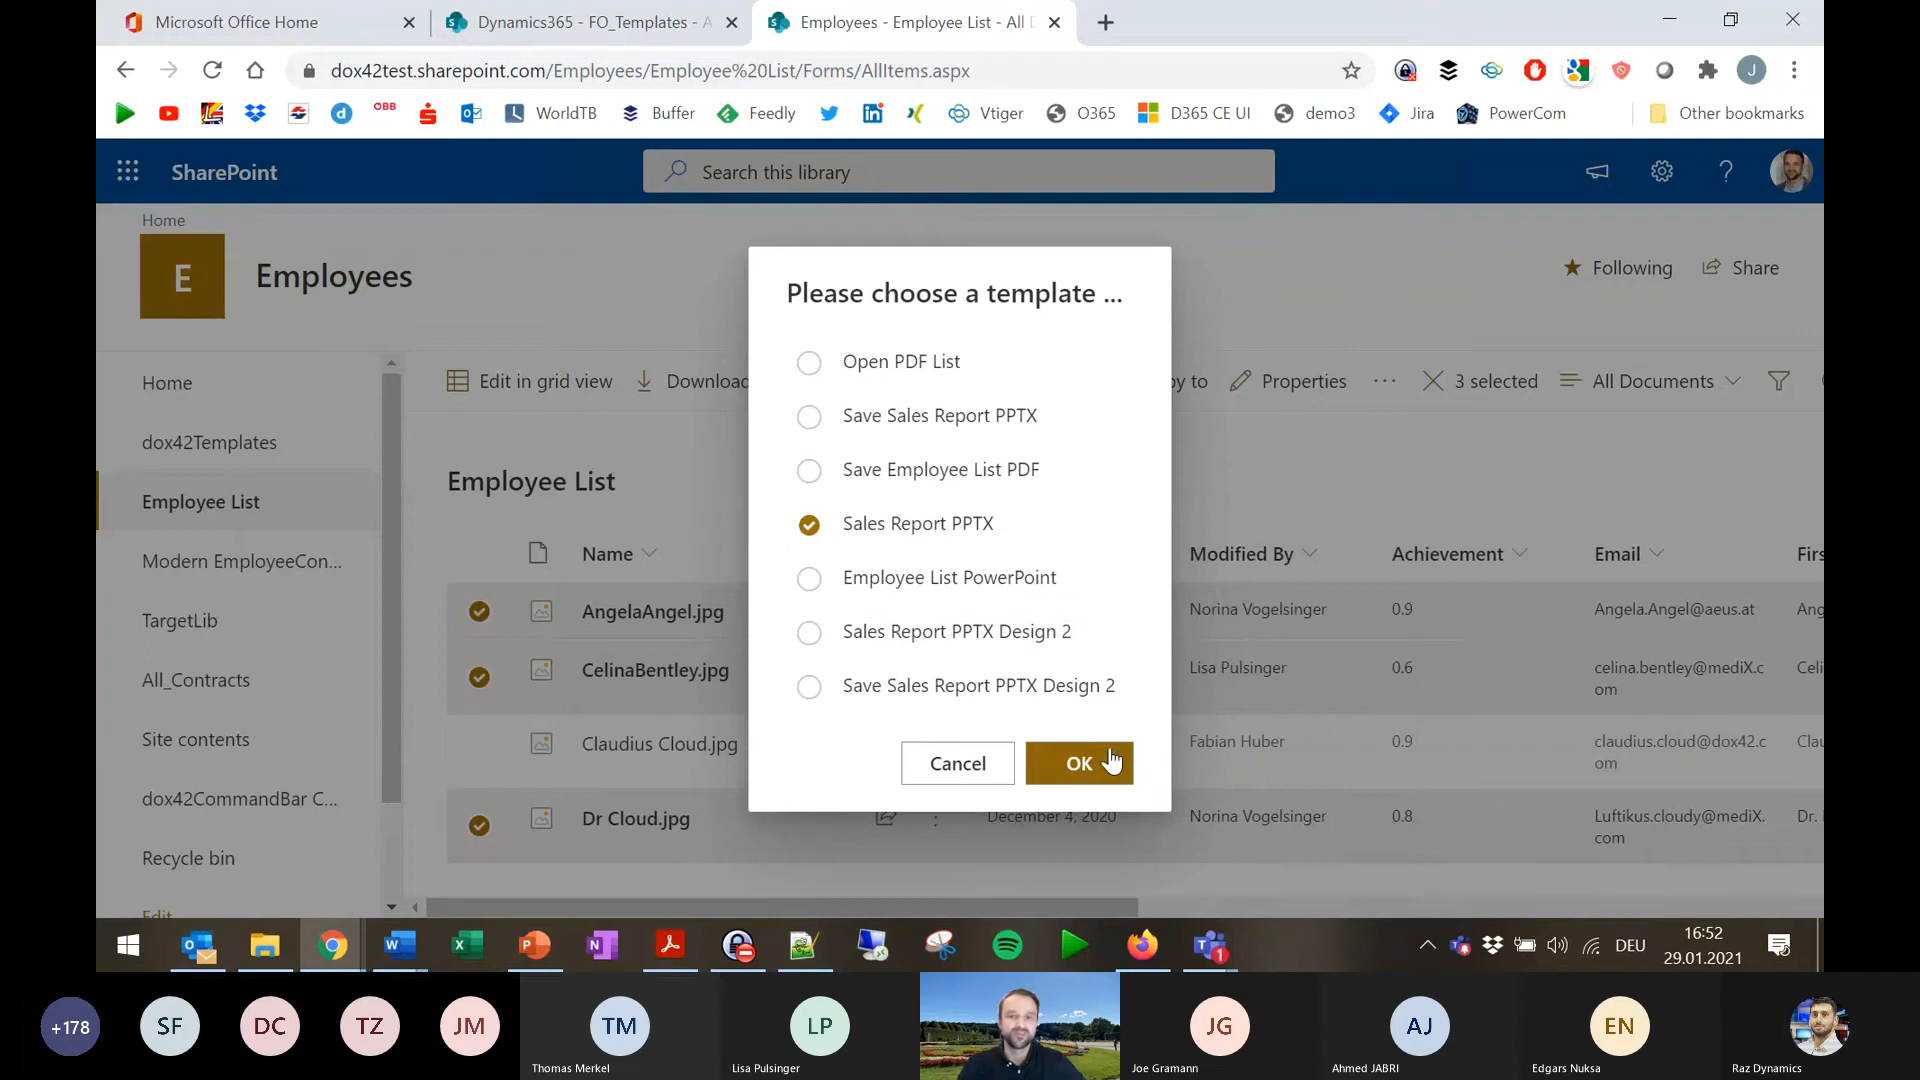 Microsoft Office Home
Dynamics365 - FO_Templates - A
Employees - Employee List - All D
dox42test.sharepoint.com/Employees/Employee%20List/Forms/AllItems.aspx
J
ÖBB
WorldTB
Buffer
Feedly
Vtiger
O365
D365 CE UI
demo3
Jira
PowerCom
Other bookmarks
SharePoint
Search this library
Home
E
Employees
Following
Share
Please choose a template ...
Open PDF List
Save Sales Report PPTX
Save Employee List PDF
Sales Report PPTX
Employee List PowerPoint
Sales Report PPTX Design 2
Save Sales Report PPTX Design 2
Cancel
OK
Home
dox42Templates
Employee List
Modern EmployeeCon...
TargetLib
All_Contracts
Site contents
dox42CommandBar C...
Recycle bin
Edit
Edit in grid view
Download
py to
Properties
3 selected
All Documents
Employee List
Name
Modified By
Achievement
Email
Firs
AngelaAngel.jpg
Norina Vogelsinger
0.9
Angela.Angel@aeus.at
Ang
CelinaBentley.jpg
Lisa Pulsinger
0.6
celina.bentley@mediX.c
om
Celi
Claudius Cloud.jpg
Fabian Huber
0.9
claudius.cloud@dox42.c
om
Clau
Dr Cloud.jpg
December 4, 2020
Norina Vogelsinger
0.8
Luftikus.cloudy@mediX.
com
Dr.
DEU
16:52
29.01.2021
+178
SF
DC
TZ
JM
TM
Thomas Merkel
LP
Lisa Pulsinger
JG
Joe Gramann
AJ
Ahmed JABRI
EN
Edgars Nuksa
Raz Dynamics